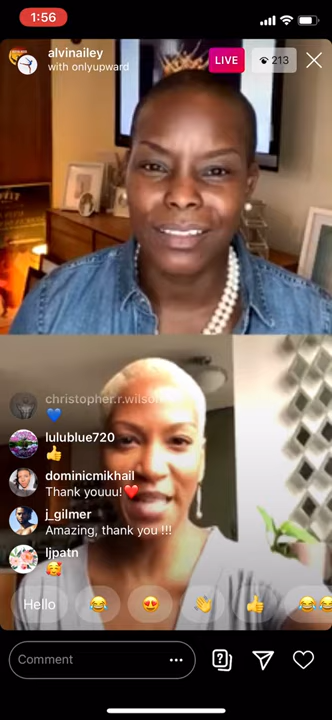 1:56
alvinailey
with onlyupward
LIVE
213
christopher.r.wilso
lulublue720
dominicmikhail
Thank youuu!❤️
j_gilmer
Amazing, thank you !!!
ljpatn
Hello
Comment